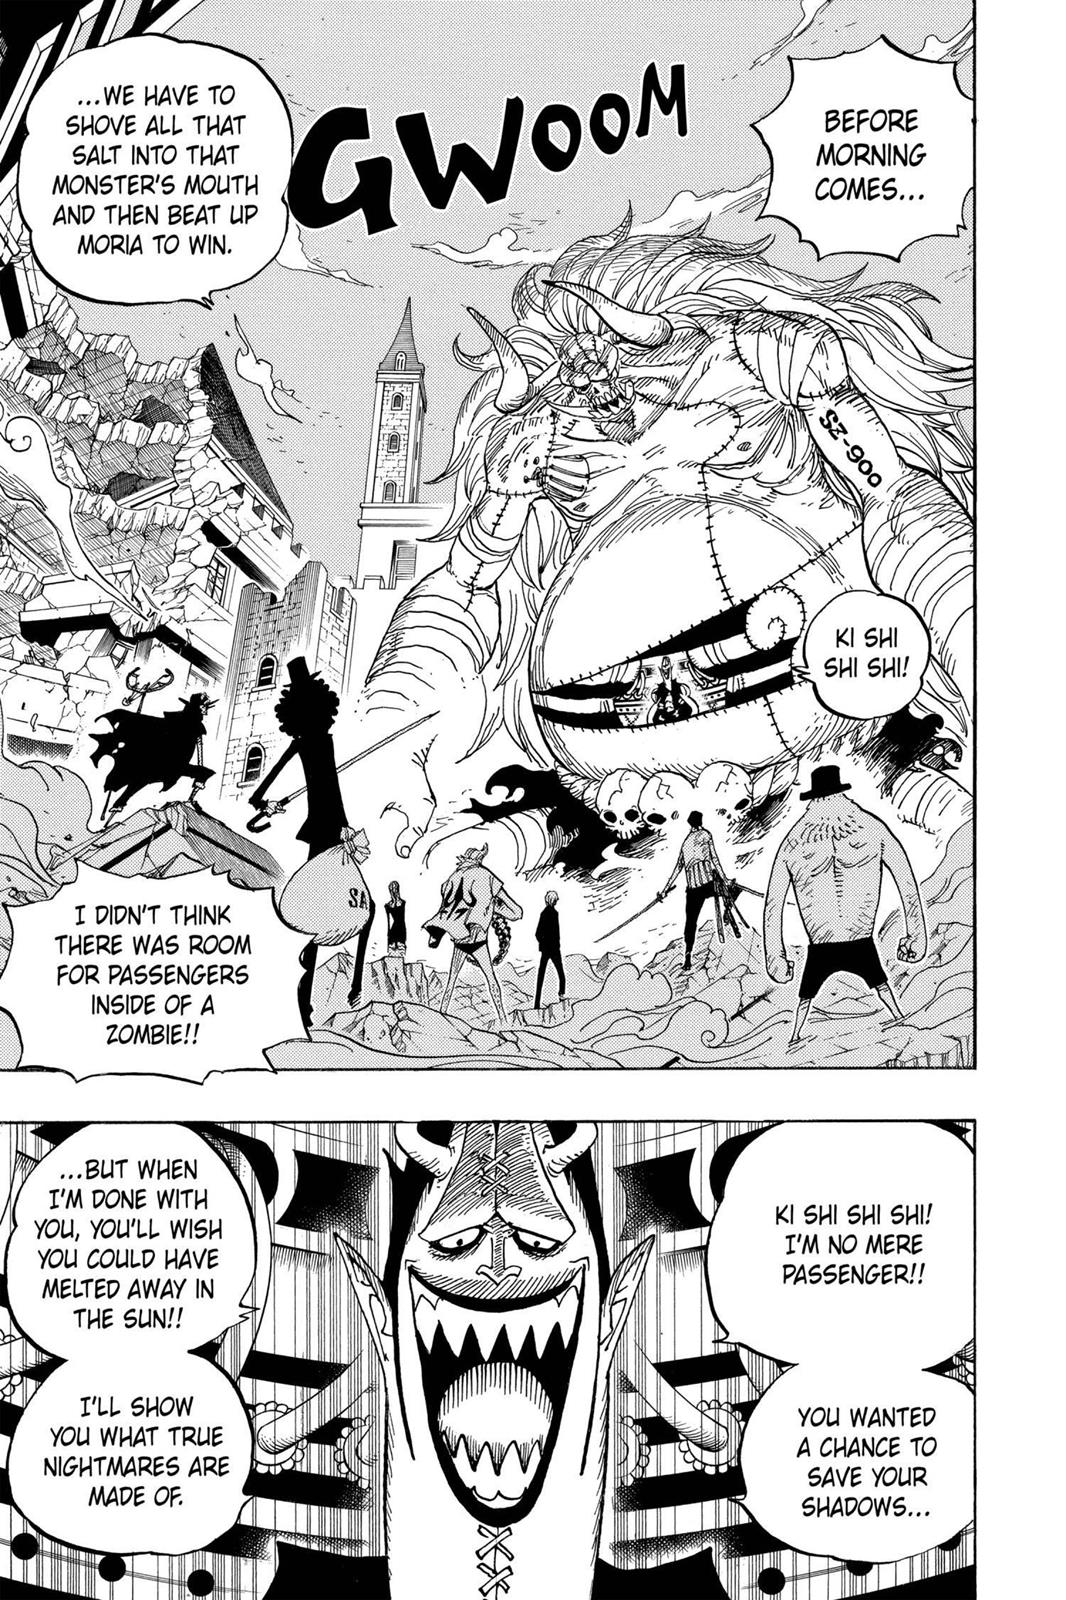 BEFORE
MORNING
COMES...
GWOOM
...WE HAVE TO
SHOVE ALL THAT
SALT INTO THAT
MONSTER'S MOUTH
AND THEN BEAT UP
MORIA TO WIN.
SZ-900
KI SHI
SHI SHI!
SA
I DIDN'T THINK
THERE WAS ROOM
FOR PASSENGERS
INSIDE OF A
ZOMBIE!!
KI SHI SHI SHI!
I'M NO MERE
PASSENGER!!
YOU WANTED
A CHANCE TO
SAVE YOUR
SHADOWS...
...BUT WHEN
I'M DONE WITH
YOU, YOU'LL WISH
YOU COULD HAVE
MELTED AWAY IN
THE SUN!!
I'LL SHOW
YOU WHAT TRUE
NIGHTMARES ARE
MADE OF.